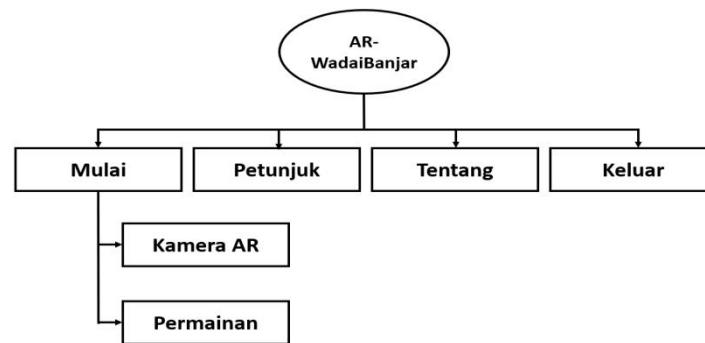 AR-
WadaiBanjar
Mulai
Petunjuk
Tentang
Keluar
Kamera AR
Permainan